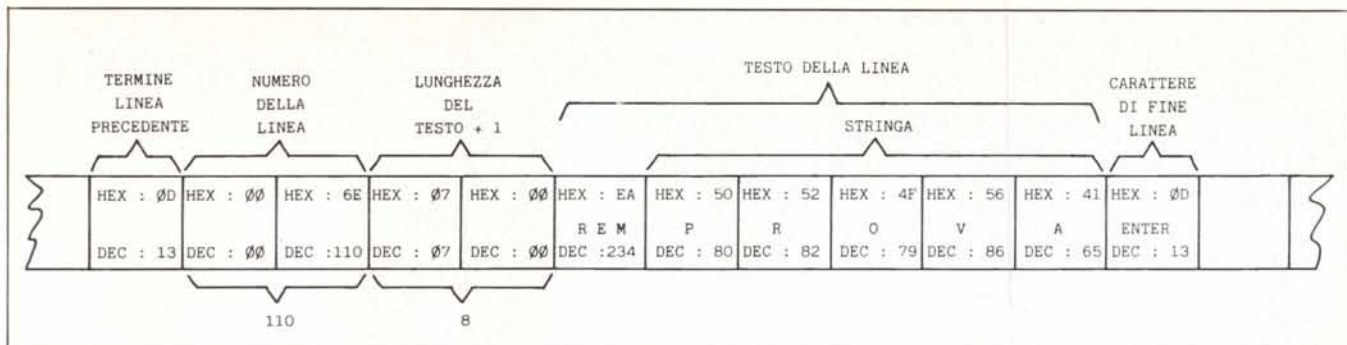 TERMINE
LINEA
PRECEDENTE
NUMERO
DELLA
LINEA
LUNGHEZZA
DEL
TESTO + 1
TESTO DELLA LINEA
STRINGA
CARATTERE
DI FINE
LINEA
HEX : ØD HEX : ØØ HEX : 6E HEX : Ø7 HEX : ØØ HEX : EA HEX : 50 HEX : 52 HEX : 4F HEX : 56 HEX : 41 HEX : ØD
R E M P R O V A ENTER
DEC : 13 DEC : ØØ DEC :110 DEC : Ø7 DEC : ØØ DEC :234 DEC : 80 DEC : 82 DEC : 79 DEC : 86 DEC : 65 DEC : 13
110 8